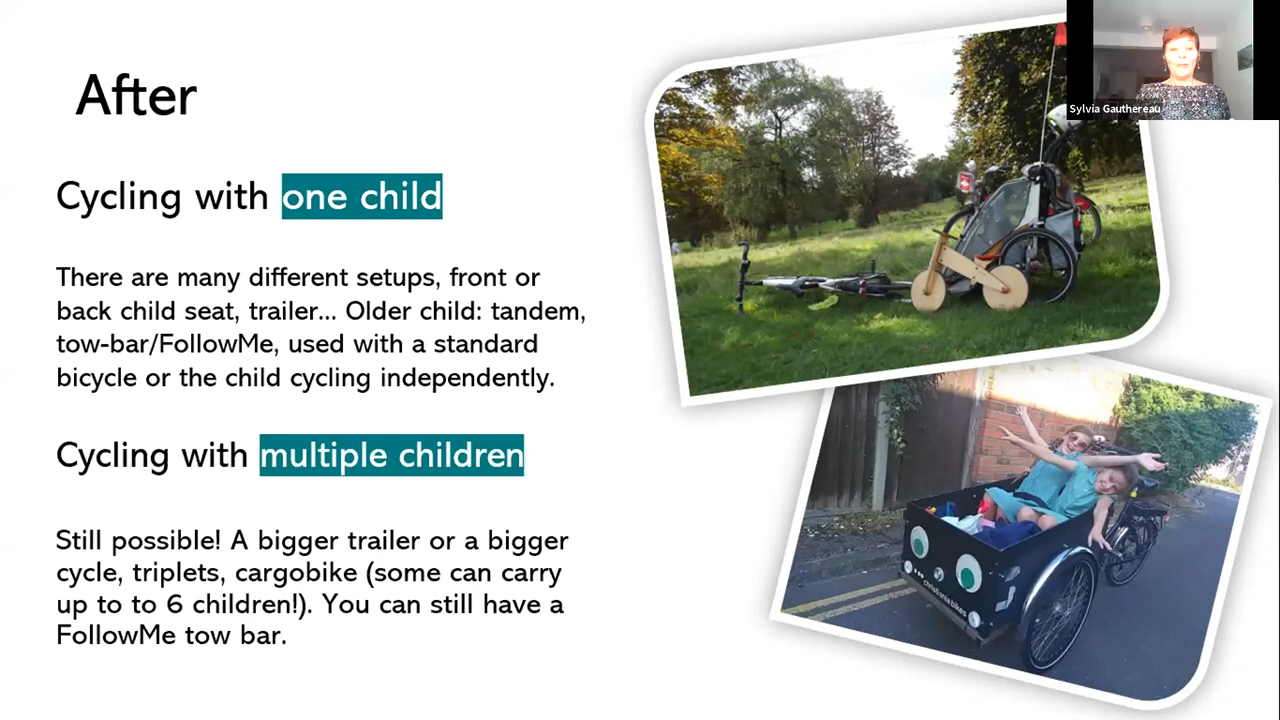 After
Cycling with one child
There are many different setups, front or
back child seat, trailer... Older child: tandem,
tow-bar/FollowMe, used with a standard
bicycle or the child cycling independently.
Cycling with multiple children
Still possible! A bigger trailer or a bigger
cycle, triplets, cargobike (some can carry
up to to 6 children!). You can still have a
FollowMe tow bar.
Sylvia Gauthereau
christiania bikes